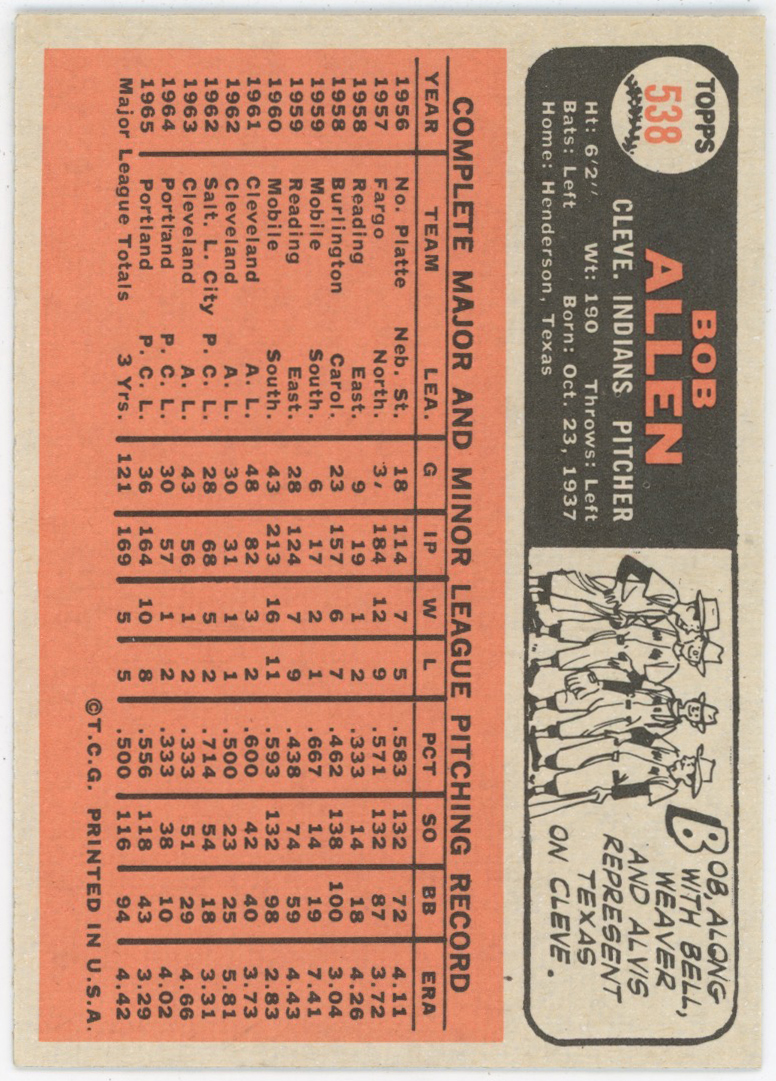 TOPPS
538
BOB
ALLEN
CLEVE. INDIANS PITCHER
Ht: 6'2" Wt: 190 Throws: Left
Bats: Left Born: Oct. 23, 1937
Home: Henderson, Texas
BOB, ALONG
WITH BELL,
WEAVER
AND ALVIS
REPRESENT
TEXAS
ON CLEVE.
COMPLETE MAJOR AND MINOR LEAGUE PITCHING RECORD
YEAR TEAM LEA. G IP W L PCT SO BB ERA
1956 No. Platte Neb. St. 18 114 7 5 .583 132 72 4.11
1957 Fargo North. 184 12 9 .571 132 87 3.72
1958 Reading East. 9 19 1 2 .333 14 18 4.26
1958 Burlington Carol. 23 157 6 7 .462 138 100 3.04
1959 Mobile South. 6 17 2 1 .667 14 19 7.41
1959 Reading East. 28 124 7 9 .438 74 59 4.43
1960 Mobile South. 43 213 16 11 .593 132 98 2.83
1961 Cleveland A. L. 48 82 3 2 .600 42 40 3.73
1962 Cleveland A. L. 30 31 1 1 .500 23 25 5.81
1962 Salt. L. City P. C. L. 28 68 5 2 .714 54 18 3.31
1963 Cleveland A. L. 43 56 1 2 .333 51 29 4.66
1964 Portland P. C. L. 30 57 1 2 .333 38 10 4.02
1965 Portland P. C. L. 36 164 10 8 .556 118 43 3.29
Major League Totals 3 Yrs. 121 169 5 5 .500 116 94 4.42
©T.C.G. PRINTED IN U.S.A.